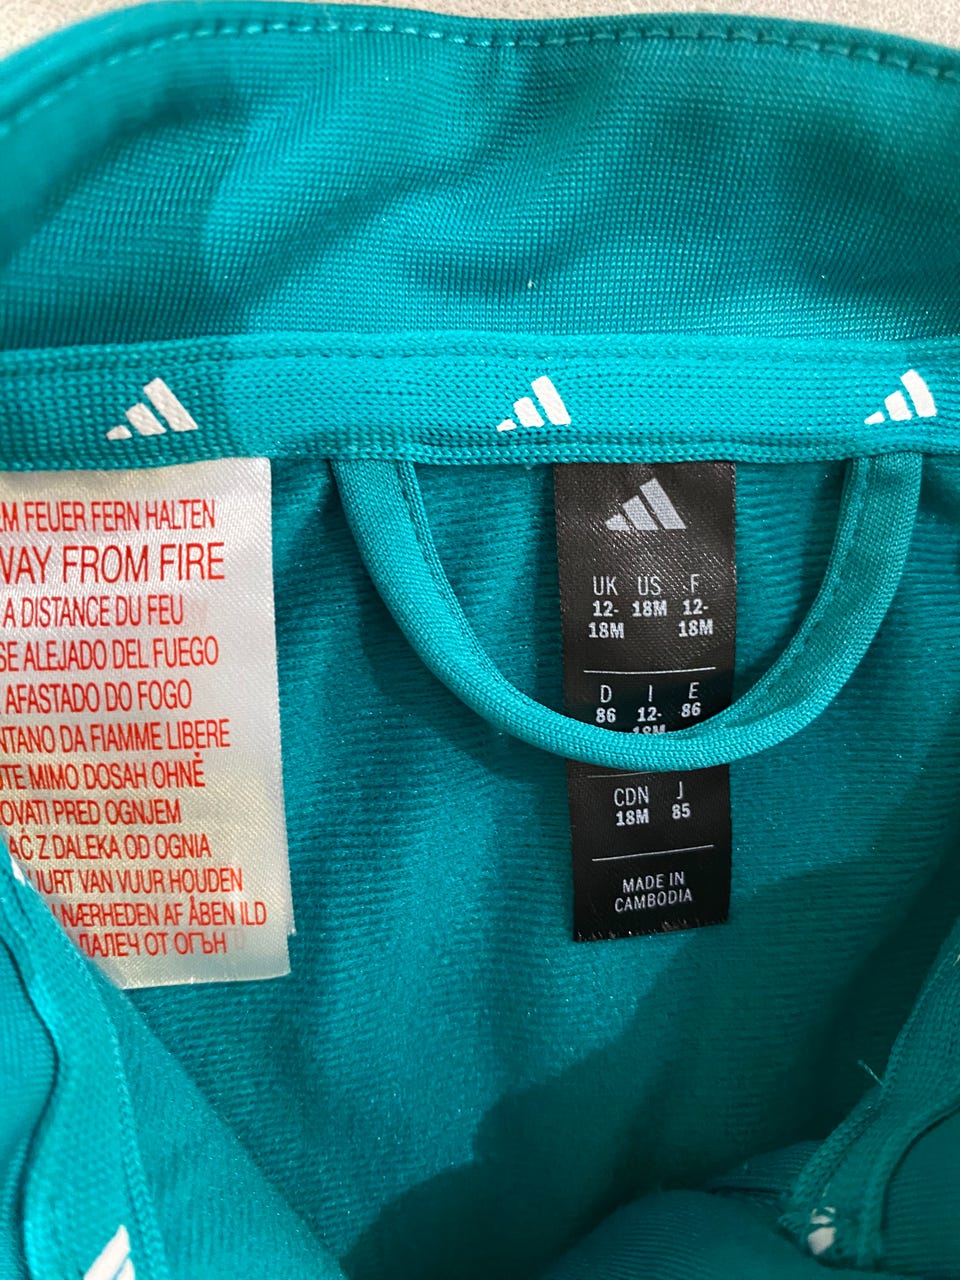 M FEUER FERN HALTEN
WAY FROM FIRE
A DISTANCE DU FEU
SE ALEJADO DEL FUEGO
AFASTADO DO FOGO
NTANO DA FIAMME LIBERE
MIMO DOSAH OHNĚ
OVATI PRED OGNJEM
AĆ Z DALEKA OD OGNIA
UURT VAN VUUR HOUDEN
NÆRHEDEN AF ÅBEN ILD
ДАЛЕЧ ОТ ОГЪН
UK US F
12- 18M 12-
18M 18M
D I E
86 12- 86
18M
CDN J
18M 85
MADE IN
CAMBODIA